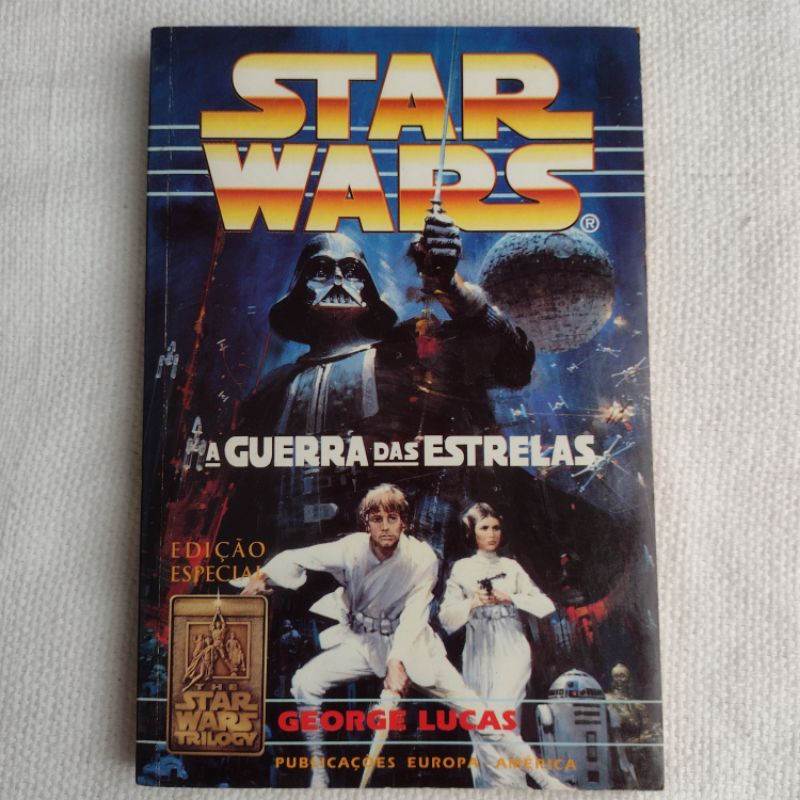 STAR
WARS®
A GUERRA DAS ESTRELAS
EDIÇÃO
ESPECIAL
THE
STAR
WARS
TRILOGY
GEORGE LUCAS
PUBLICAÇÕES EUROPA AMÉRICA